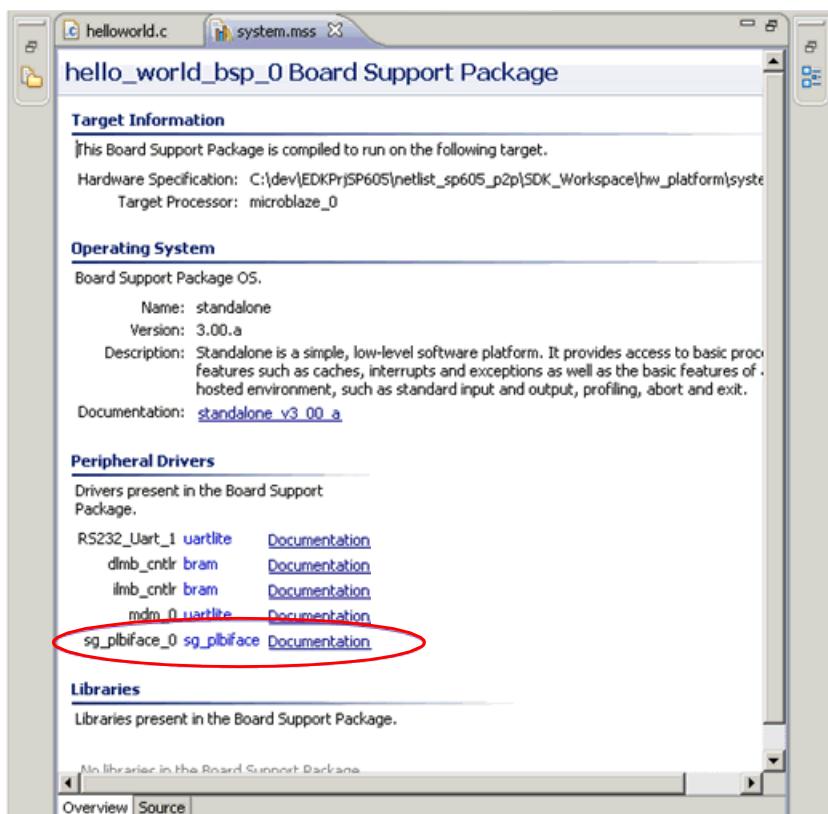 helloworld.c
system.mss
hello_world_bsp_0 Board Support Package
Target Information
This Board Support Package is compiled to run on the following target.
Hardware Specification: C:\dev\EDKPrjSP605\netlist_sp605_p2p\SDK_Workspace\hw_platform\syste
Target Processor: microblaze_0
Operating System
Board Support Package OS.
Name: standalone
Version: 3.00.a
Description: Standalone is a simple, low-level software platform. It provides access to basic proc
features such as caches, interrupts and exceptions as well as the basic features of
hosted environment, such as standard input and output, profiling, abort and exit.
Documentation: standalone_v3_00_a
Peripheral Drivers
Drivers present in the Board Support
Package.
RS232_Uart_1 uartlite Documentation
dlmb_cntlr bram Documentation
ilmb_cntlr bram Documentation
mdm_0 uartlite Documentation
sg_plbiface_0 sg_plbiface Documentation
Libraries
Libraries present in the Board Support Package.
No libraries in the Board Support Package.
Overview Source